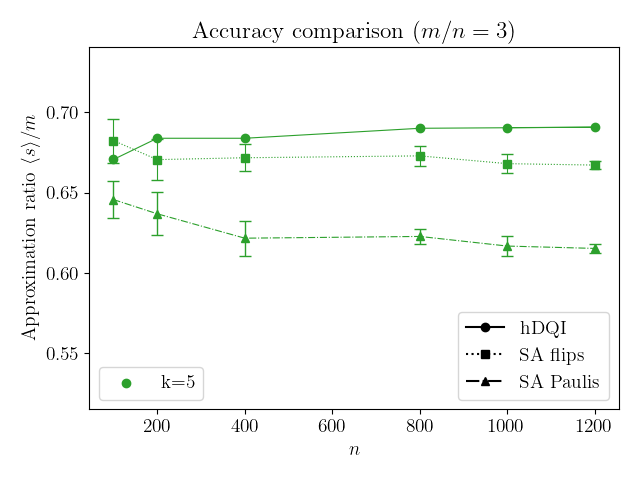 Accuracy comparison (m/n = 3)
Approximation ratio ⟨s⟩/m
0.70
0.65
0.60
0.55
hDQI
SA flips
SA Paulis
k=5
200 400 600 800 1000 1200
n